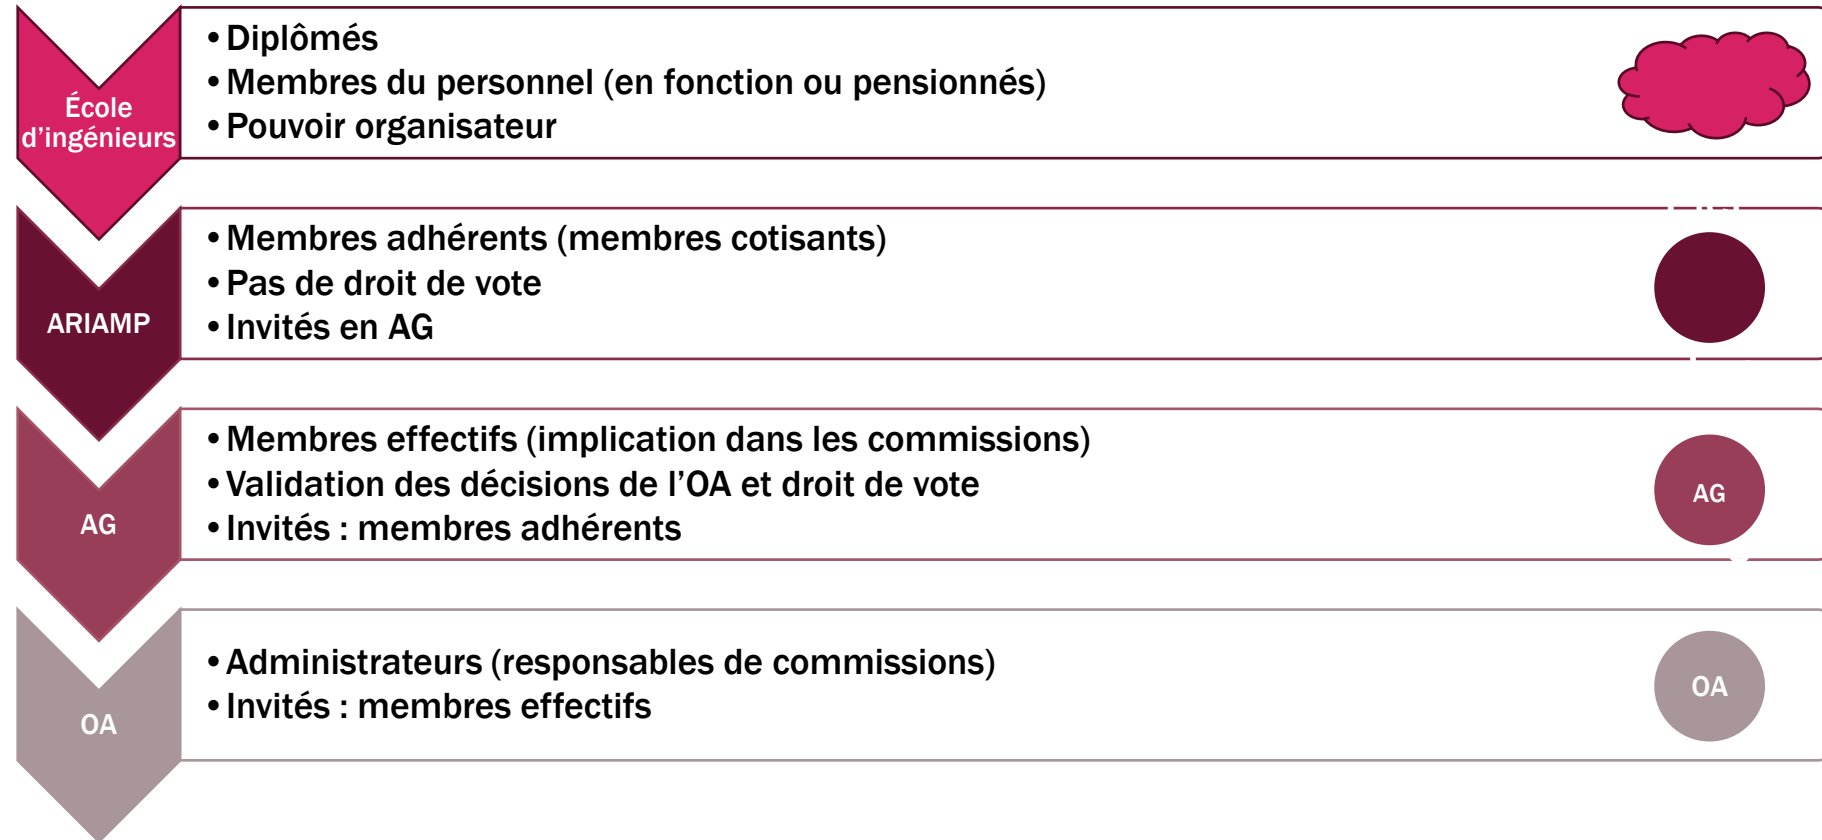 École
d’ingénieurs
•Diplômés
•Membres du personnel (en fonction ou pensionnés)
•Pouvoir organisateur
ARIAMP
•Membres adhérents (membres cotisants)
•Pas de droit de vote
•Invités en AG
AG
•Membres effectifs (implication dans les commissions)
•Validation des décisions de l’OA et droit de vote
•Invités : membres adhérents
AG
OA
•Administrateurs (responsables de commissions)
•Invités : membres effectifs
OA